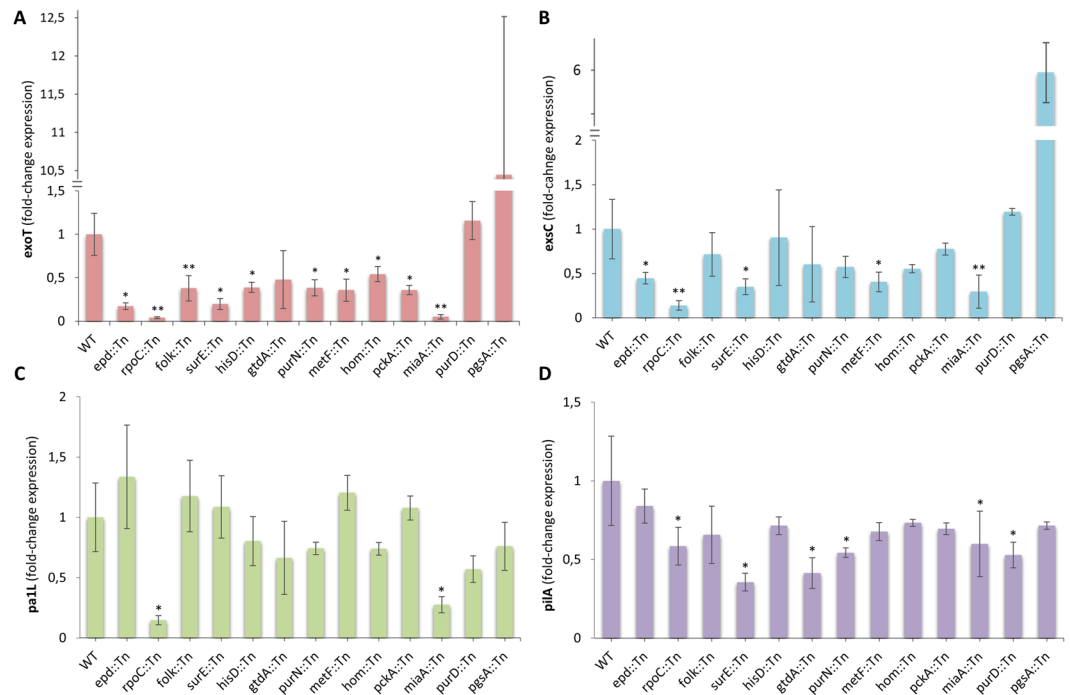 A
exoT (fold-change expression)
12,5
12
11,5
11
10,5
1,5
1
0,5
0
*
**
**
*
*
*
*
*
*
**
WT
epd::Tn
rpoC::Tn
folk::Tn
surE::Tn
hisD::Tn
gtdA::Tn
purN::Tn
metF::Tn
hom::Tn
pckA::Tn
miaA::Tn
purD::Tn
pgsA::Tn
B
exsC (fold-cahnge expression)
6
2
1,5
1
0,5
0
*
**
*
*
**
WT
epd::Tn
rpoC::Tn
folk::Tn
surE::Tn
hisD::Tn
gtdA::Tn
purN::Tn
metF::Tn
hom::Tn
pckA::Tn
miaA::Tn
purD::Tn
pgsA::Tn
C
pa1L (fold-change expression)
2
1,5
1
0,5
0
*
*
WT
epd::Tn
rpoC::Tn
folk::Tn
surE::Tn
hisD::Tn
gtdA::Tn
purN::Tn
metF::Tn
hom::Tn
pckA::Tn
miaA::Tn
purD::Tn
pgsA::Tn
D
pilA (fold-change expression)
1,5
1
0,5
0
*
*
*
*
*
*
WT
epd::Tn
rpoC::Tn
folk::Tn
surE::Tn
hisD::Tn
gtdA::Tn
purN::Tn
metF::Tn
hom::Tn
pckA::Tn
miaA::Tn
purD::Tn
pgsA::Tn